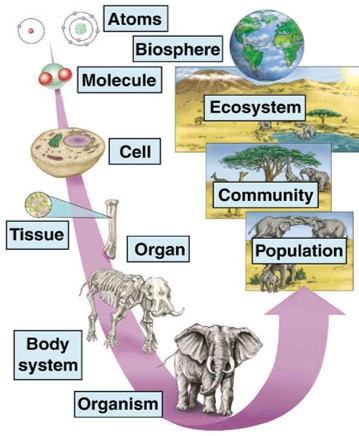 Atoms
Biosphere
Molecule
Ecosystem
Cell
Community
Tissue
Organ
Population
Body
system
Organism